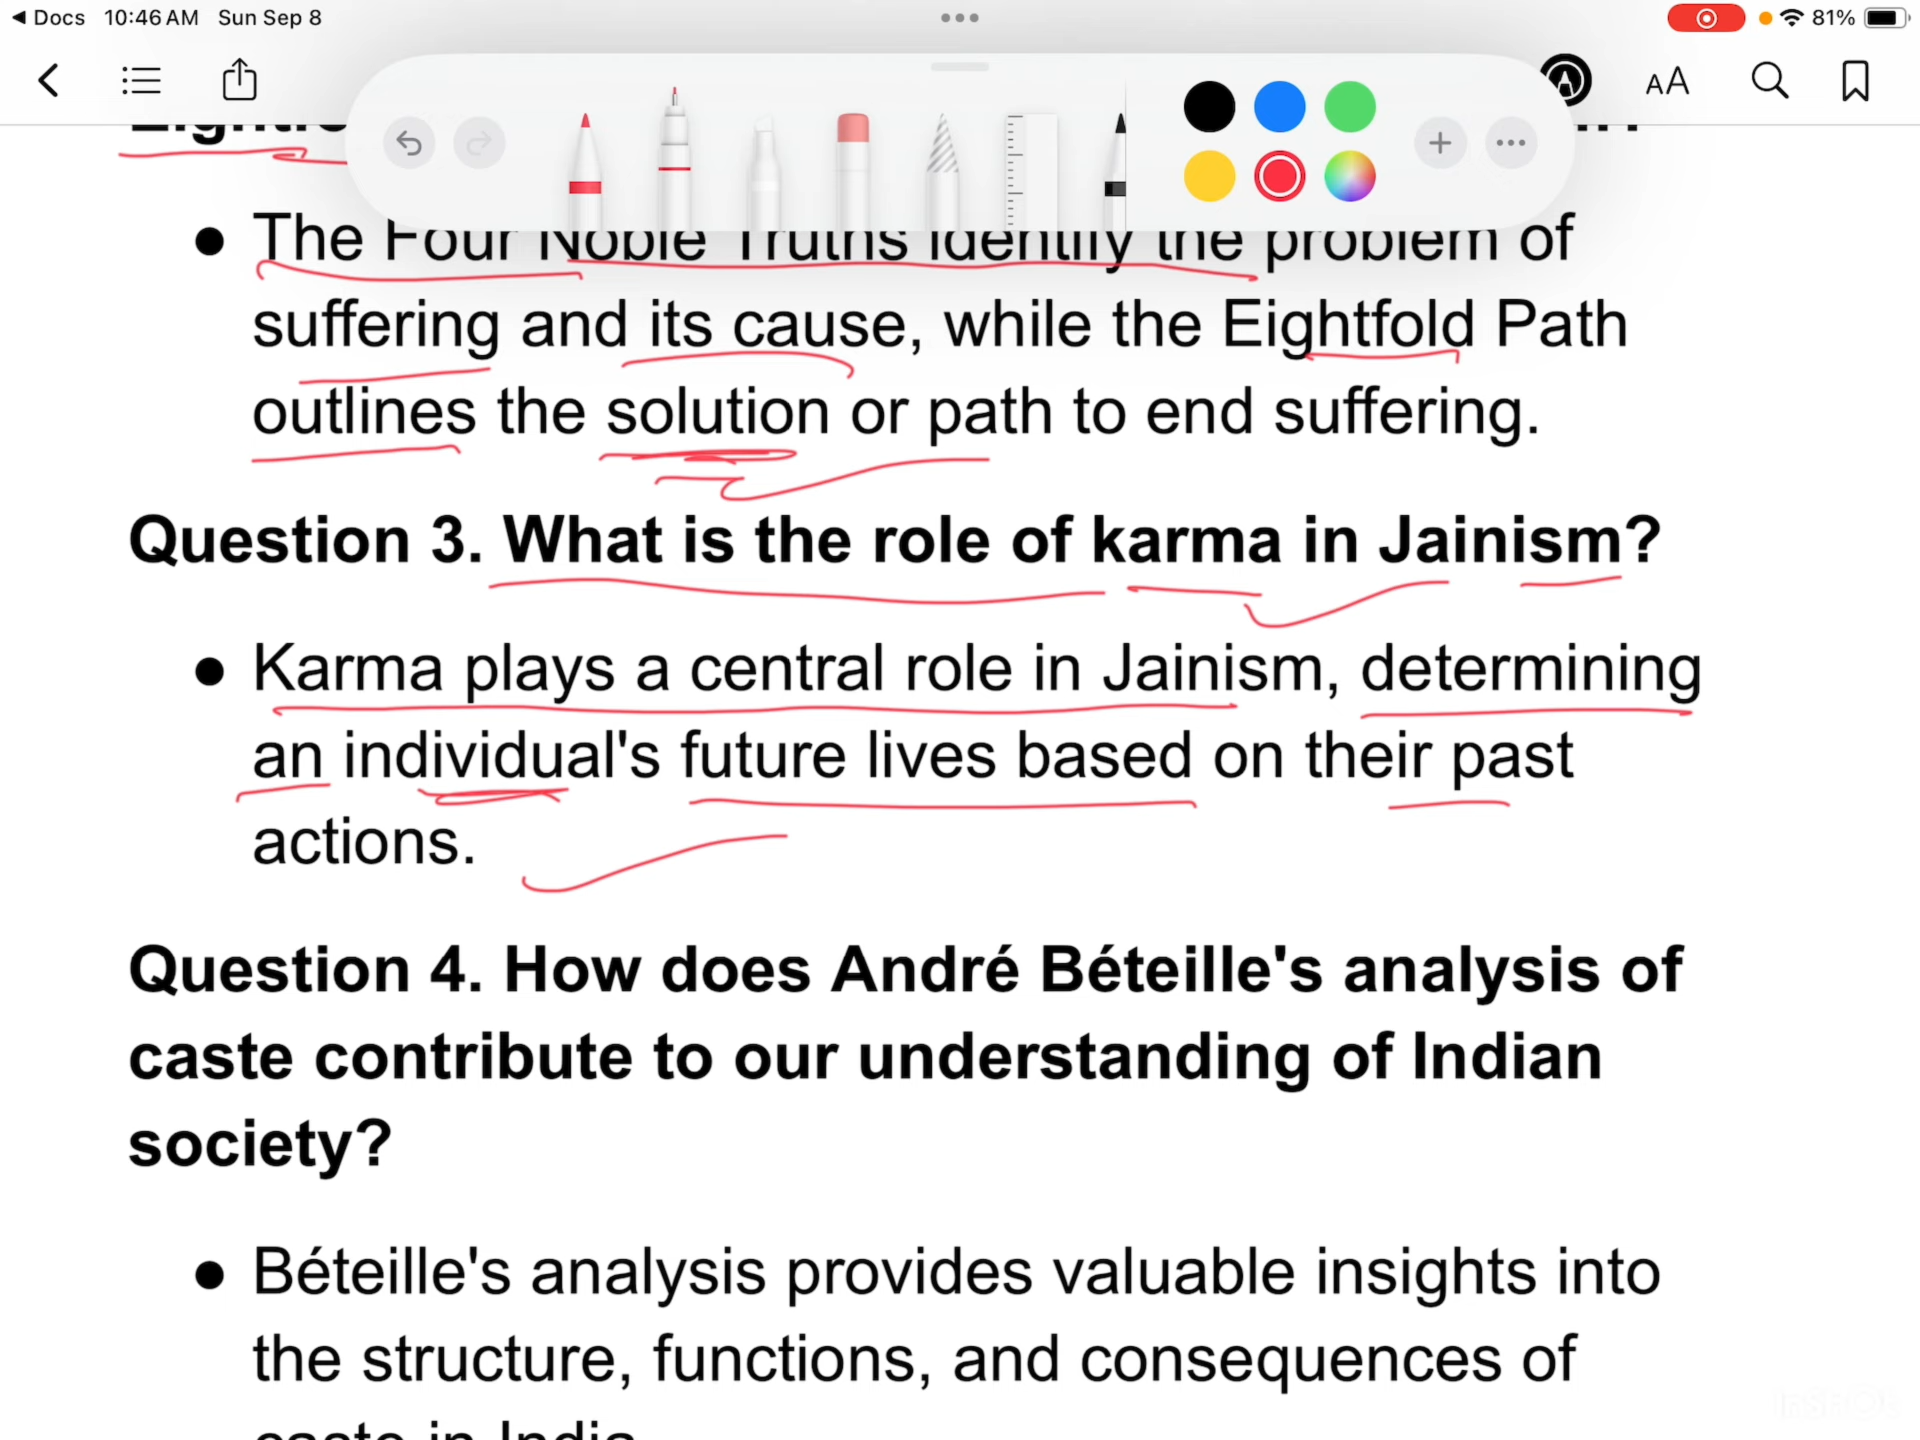 Docs 10:46 AM Sun Sep 8
81%
AA
The Four Noble Truths identify the problem of
suffering and its cause, while the Eightfold Path
outlines the solution or path to end suffering.
Question 3. What is the role of karma in Jainism?
Karma plays a central role in Jainism, determining
an individual's future lives based on their past
actions.
Question 4. How does André Béteille's analysis of
caste contribute to our understanding of Indian
society?
Béteille's analysis provides valuable insights into
the structure, functions, and consequences of
caste in India